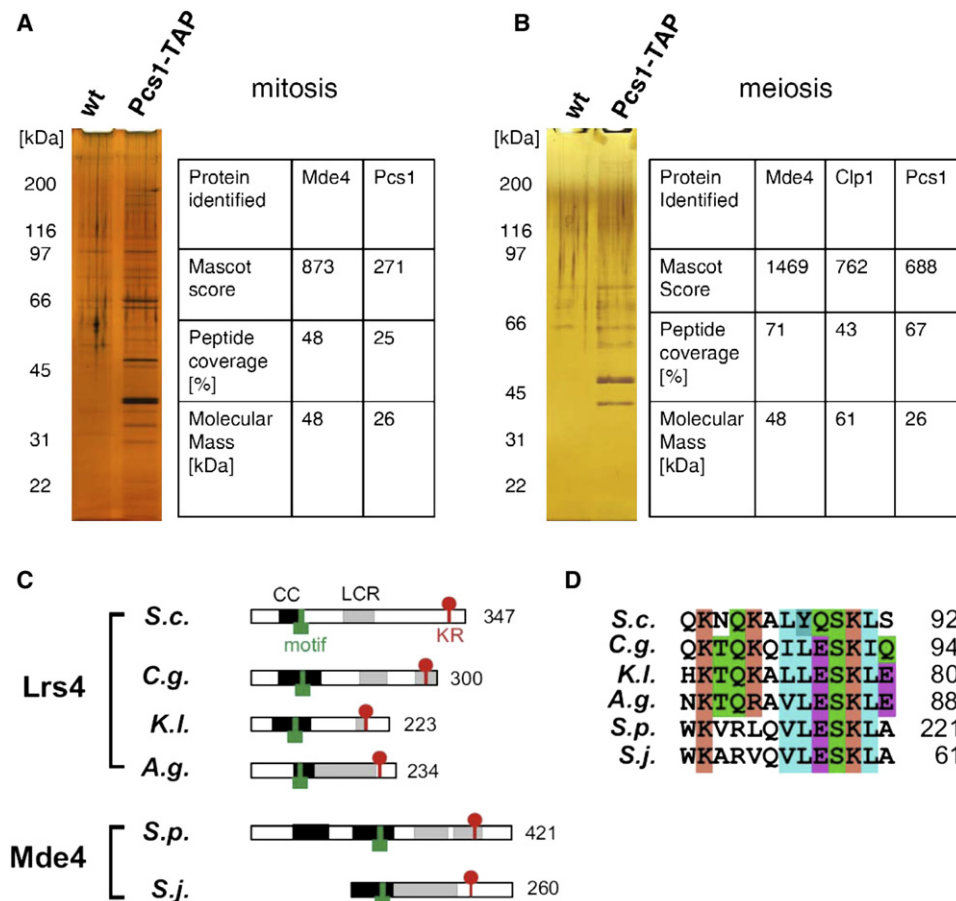 A
wt
Pcs1-TAP
mitosis
[kDa]
200
116
97
66
45
31
22
Protein identified Mde4 Pcs1
Mascot score 873 271
Peptide coverage [%] 48 25
Molecular Mass [kDa] 48 26
B
wt
Pcs1-TAP
meiosis
[kDa]
200
116
97
66
45
31
22
Protein Identified Mde4 Clp1 Pcs1
Mascot Score 1469 762 688
Peptide coverage [%] 71 43 67
Molecular Mass [kDa] 48 61 26
C
CC LCR
S.c. 347
motif KR
C.g. 300
Lrs4
K.l. 223
A.g. 234
S.p. 421
Mde4
S.j. 260
D
S.c. QKNQKALYQSKLS 92
C.g. QKTQKQILESKIQ 94
K.l. HKTQKALLESKLE 80
A.g. NKTQRAVLESKLE 88
S.p. WKVRLQVLESKLA 221
S.j. WKARVQVLESKLA 61